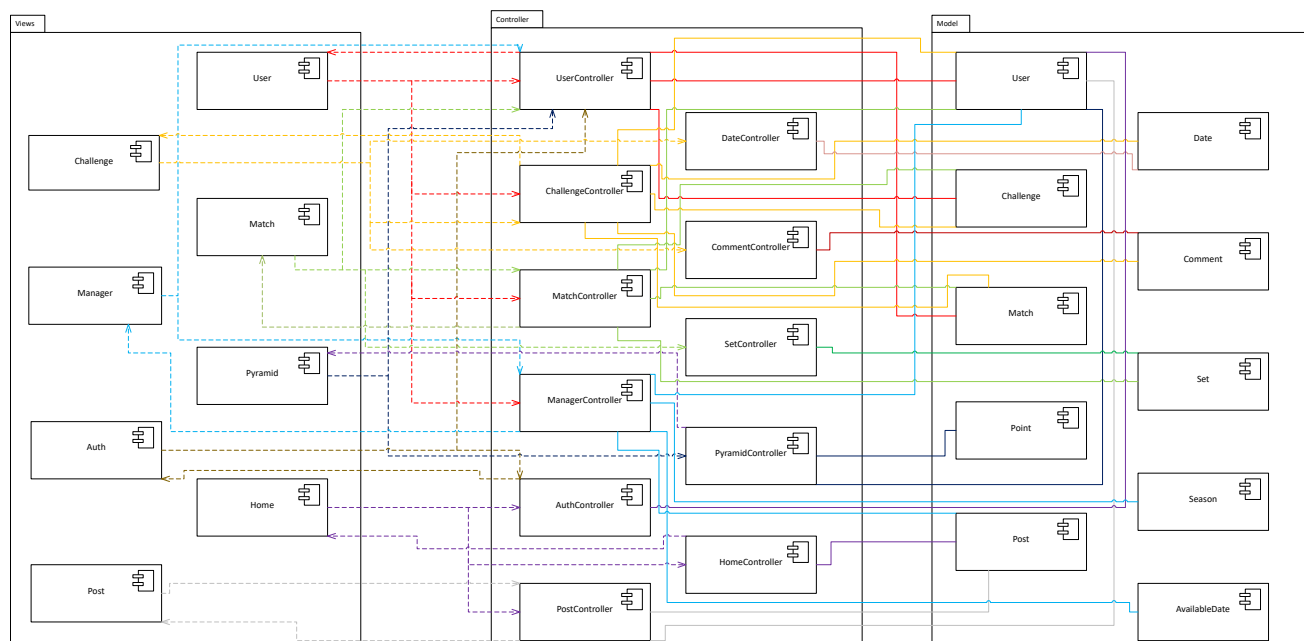 Views
Controller
Model
User
UserController
User
DateController
Date
Challenge
ChallengeController
Challenge
Match
CommentController
Comment
Manager
MatchController
Match
SetController
Set
Pyramid
ManagerController
Point
Auth
PyramidController
Home
AuthController
Season
Post
HomeController
Post
PostController
AvailableDate